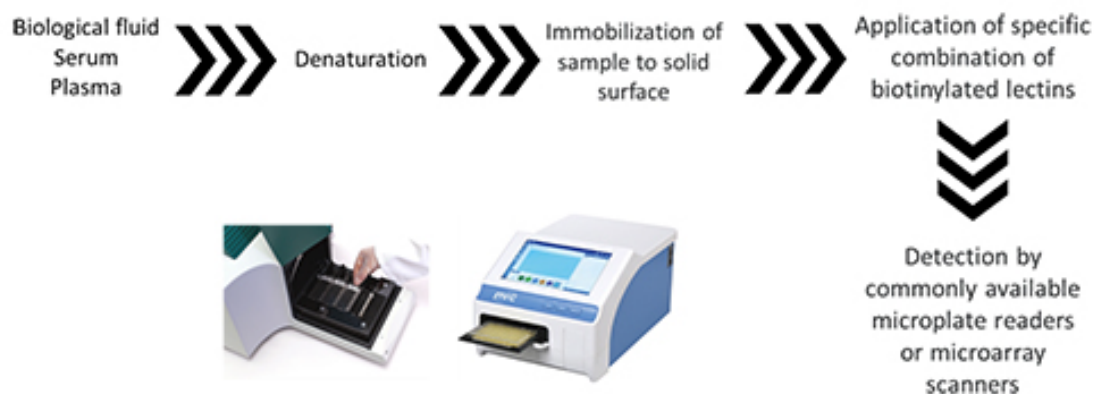 Biological fluid
Serum
Plasma
Denaturation
Immobilization of
sample to solid
surface
Application of specific
combination of
biotinylated lectins
Detection by
commonly available
microplate readers
or microarray
scanners